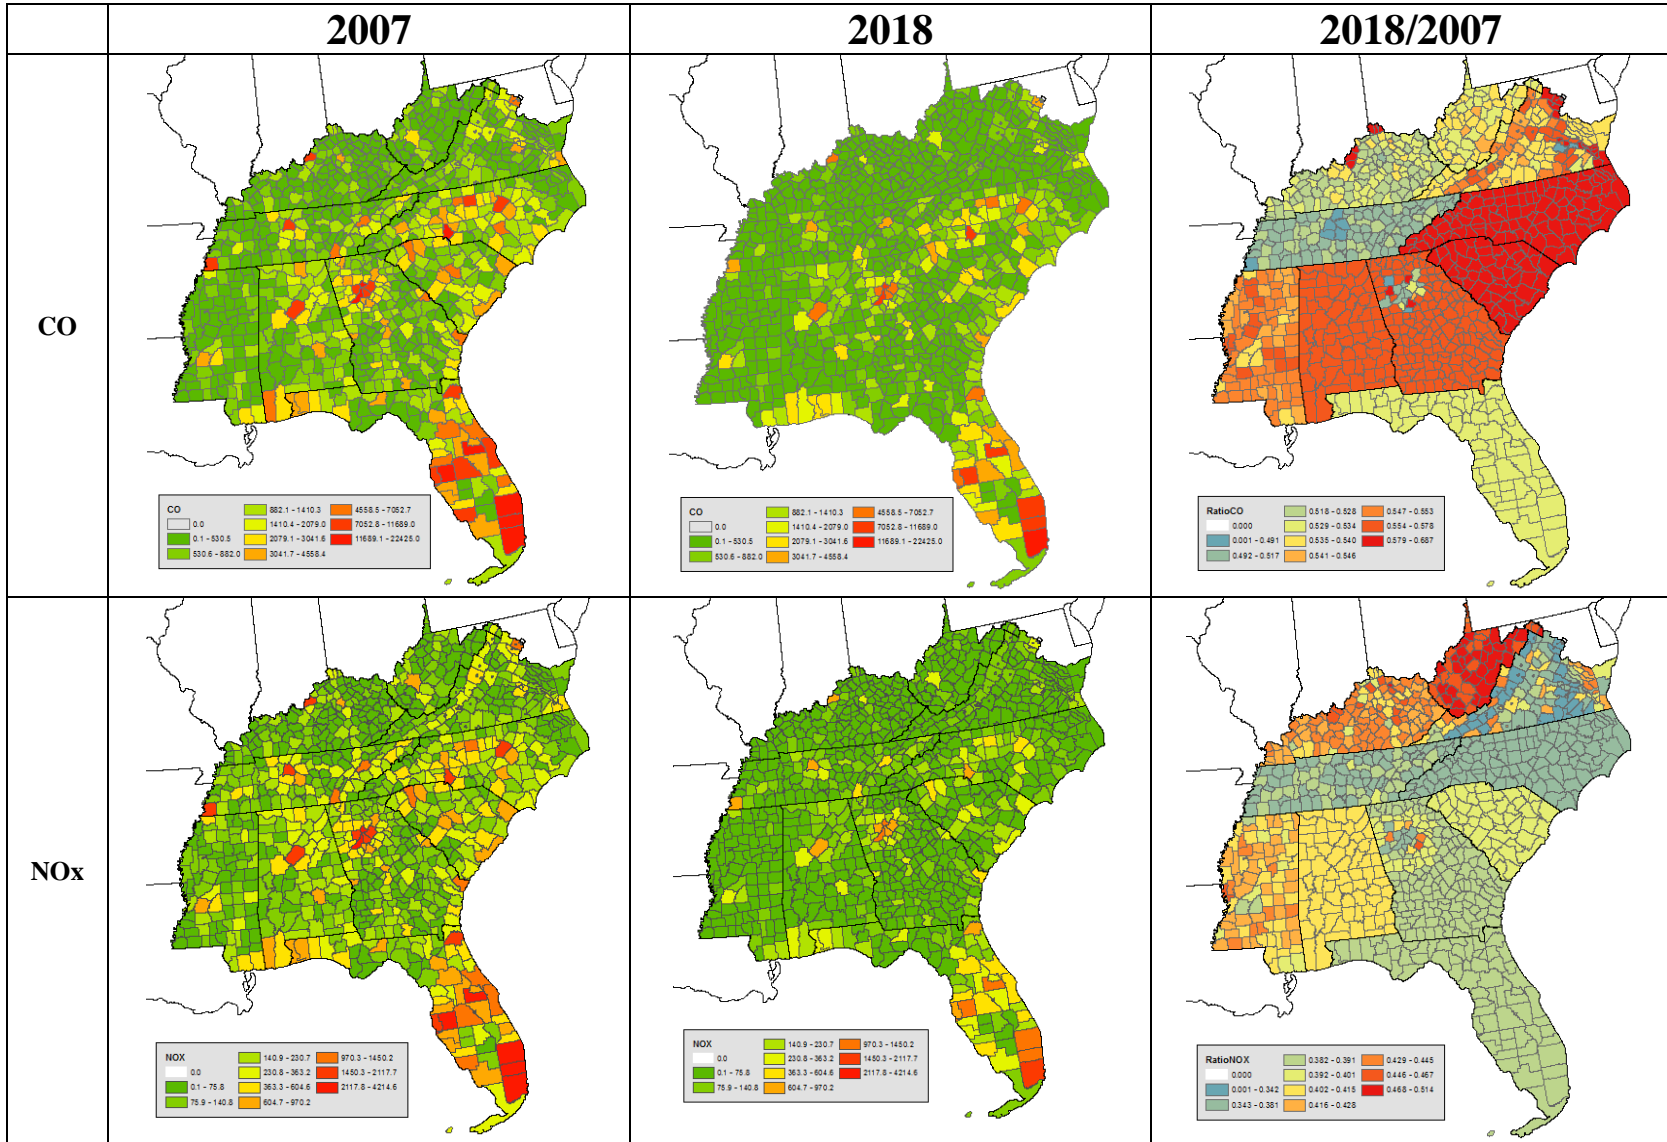 2007 2018 2018/2007
CO
CO 882.1 - 1410.3 4558.5 - 7052.7
0.0 1410.4 - 2079.0 7052.8 - 11689.0
0.1 - 530.5 2079.1 - 3041.6 11689.1 - 22425.0
530.6 - 882.0 3041.7 - 4558.4
CO 882.1 - 1410.3 4558.5 - 7052.7
0.0 1410.4 - 2079.0 7052.8 - 11689.0
0.1 - 530.5 2079.1 - 3041.6 11689.1 - 22425.0
530.6 - 882.0 3041.7 - 4558.4
RatioCO 0.518 - 0.528 0.547 - 0.553
0.000 0.529 - 0.534 0.554 - 0.578
0.001 - 0.491 0.535 - 0.540 0.579 - 0.687
0.492 - 0.517 0.541 - 0.546
NOx
NOX 140.9 - 230.7 970.3 - 1450.2
0.0 230.8 - 363.2 1450.3 - 2117.7
0.1 - 75.8 363.3 - 604.6 2117.8 - 4214.6
75.9 - 140.8 604.7 - 970.2
NOX 140.9 - 230.7 970.3 - 1450.2
0.0 230.8 - 363.2 1450.3 - 2117.7
0.1 - 75.8 363.3 - 604.6 2117.8 - 4214.6
75.9 - 140.8 604.7 - 970.2
RatioNOX 0.382 - 0.391 0.429 - 0.445
0.000 0.392 - 0.401 0.446 - 0.467
0.001 - 0.342 0.402 - 0.415 0.468 - 0.514
0.343 - 0.381 0.416 - 0.428